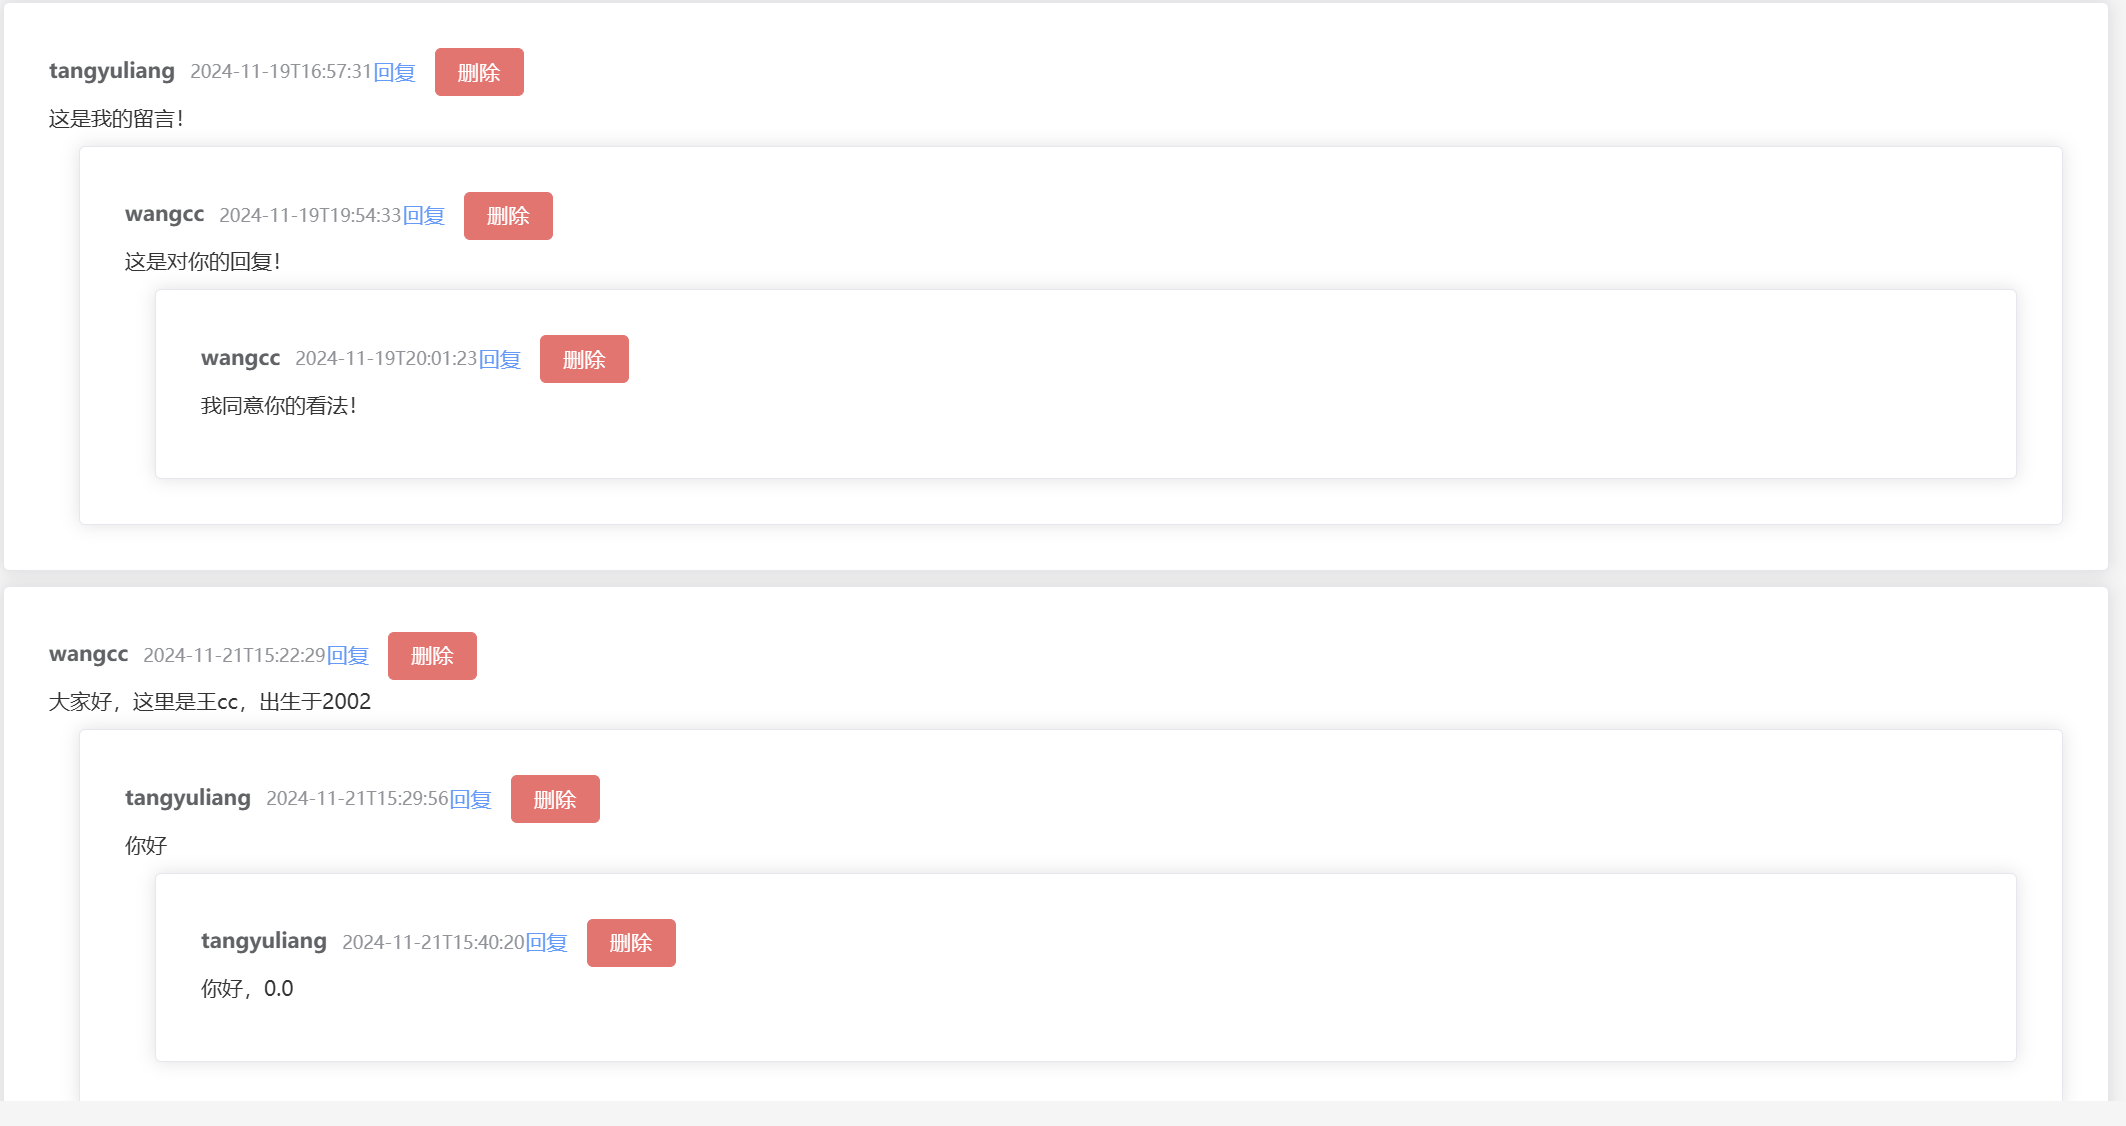 tangyuliang 2024-11-19T16:57:31回复 删除
这是我的留言！
wangcc 2024-11-19T19:54:33回复 删除
这是对你的回复！
wangcc 2024-11-19T20:01:23回复 删除
我同意你的看法！
wangcc 2024-11-21T15:22:29回复 删除
大家好，这里是王cc，出生于2002
tangyuliang 2024-11-21T15:29:56回复 删除
你好
tangyuliang 2024-11-21T15:40:20回复 删除
你好，0.0